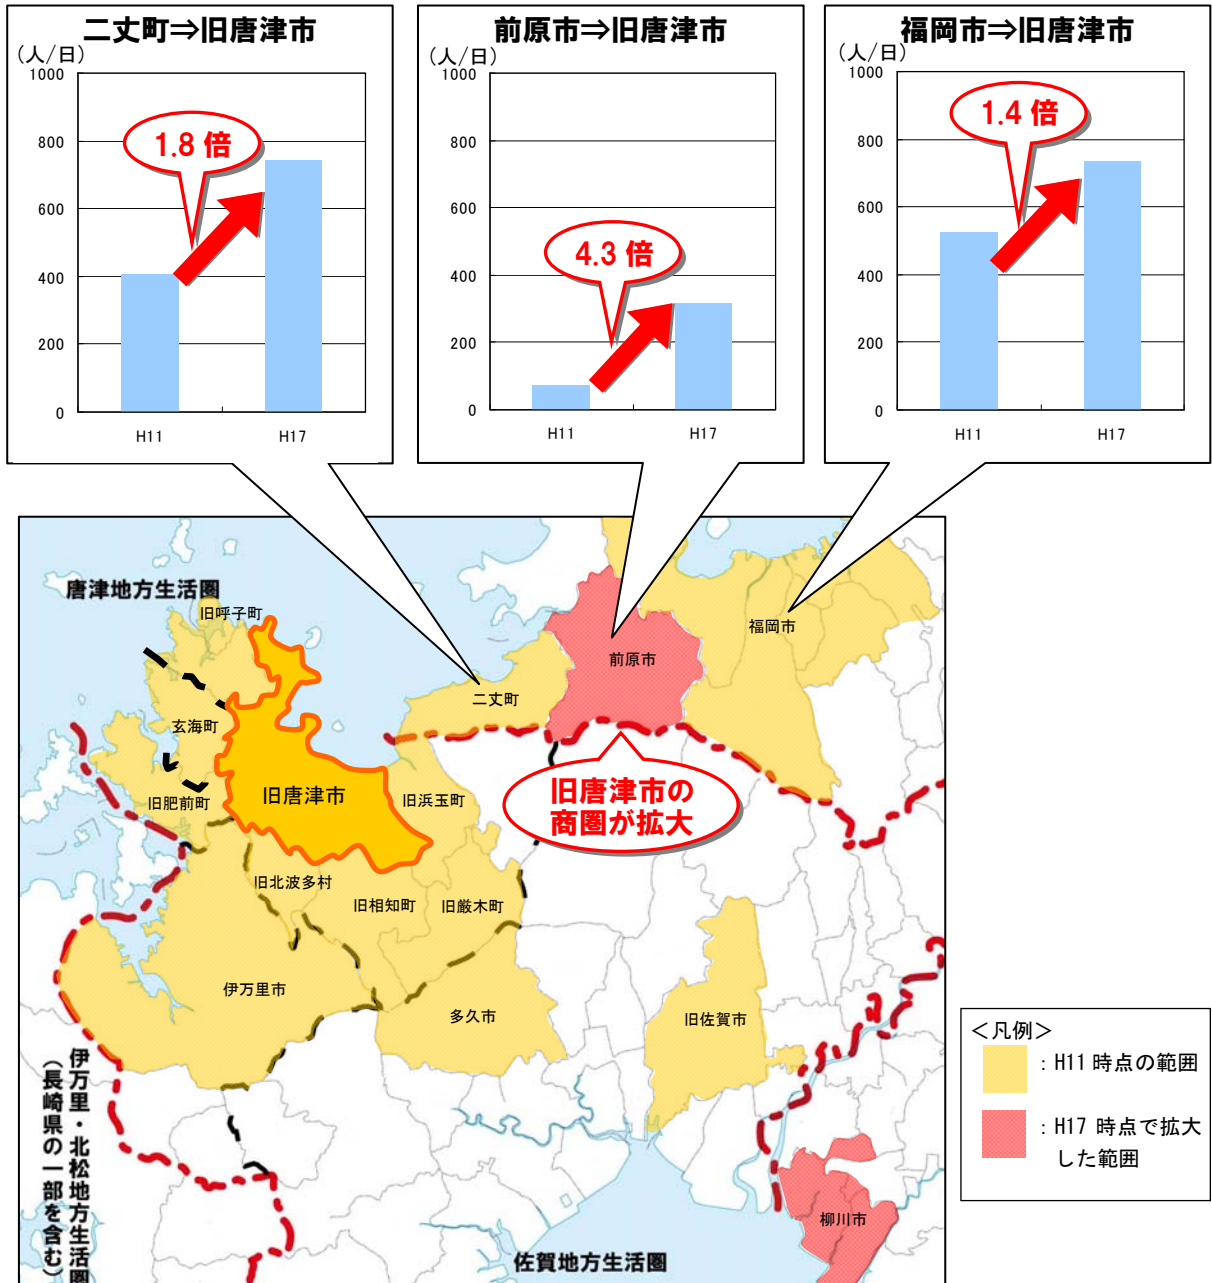 二丈町⇒旧唐津市
(人/日)
1000
800
600
400
200
0
H11
H17
1.8 倍
前原市⇒旧唐津市
(人/日)
1000
800
600
400
200
0
H11
H17
4.3 倍
福岡市⇒旧唐津市
(人/日)
1000
800
600
400
200
0
H11
H17
1.4 倍
唐津地方生活圏
旧呼子町
福岡市
前原市
二丈町
玄海町
旧唐津市の
商圏が拡大
旧肥前町
旧唐津市
旧浜玉町
旧北波多村
旧相知町
旧厳木町
伊万里市
多久市
旧佐賀市
伊万里・北松地方生活圏
(長崎県の一部を含む)
柳川市
佐賀地方生活圏
<凡例>
:H11 時点の範囲
:H17 時点で拡大
した範囲